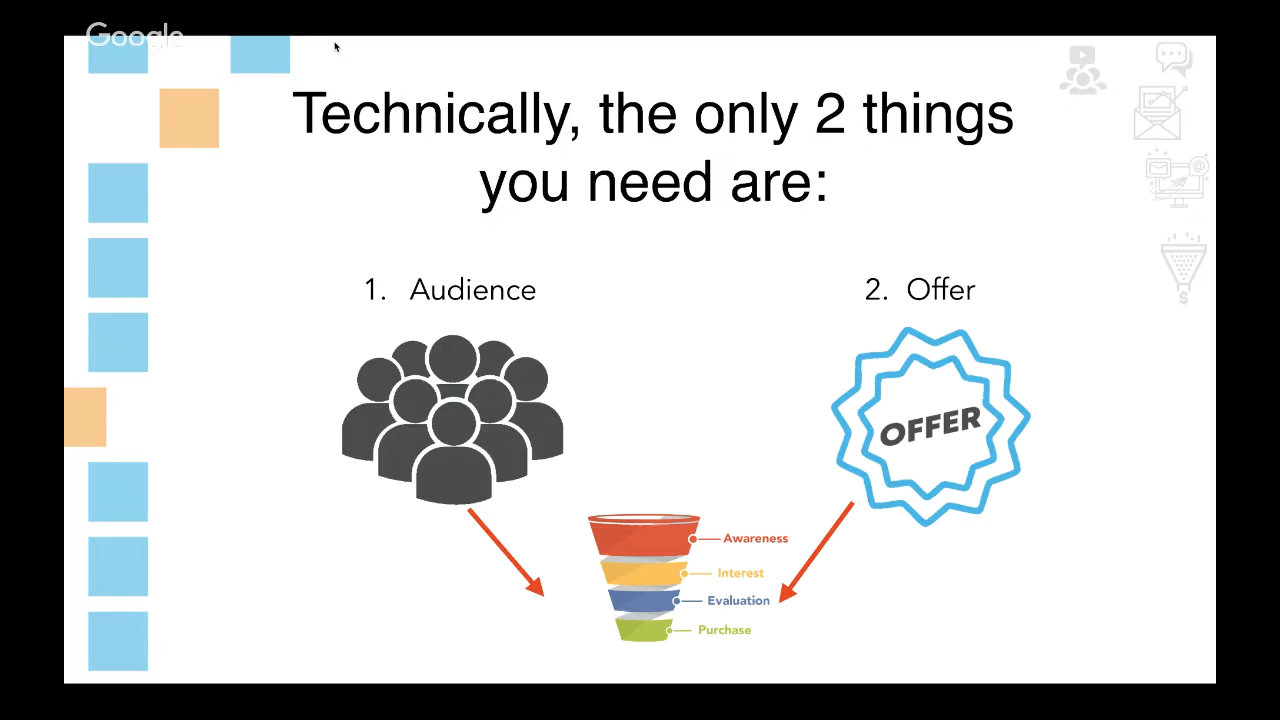 Google
Technically, the only 2 things
you need are:
1. Audience
2. Offer
OFFER
Awareness
Interest
Evaluation
Purchase